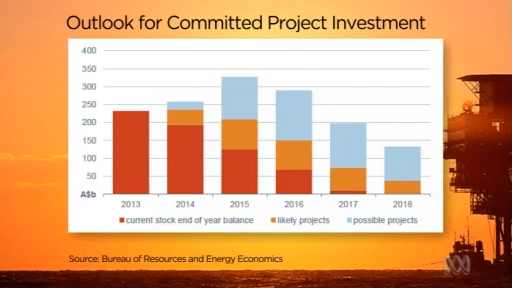 Outlook for Committed Project Investment
400
350
300
250
200
150
100
50
A$b
2013 2014 2015 2016 2017 2018
current stock end of year balance likely projects possible projects
Source: Bureau of Resources and Energy Economics